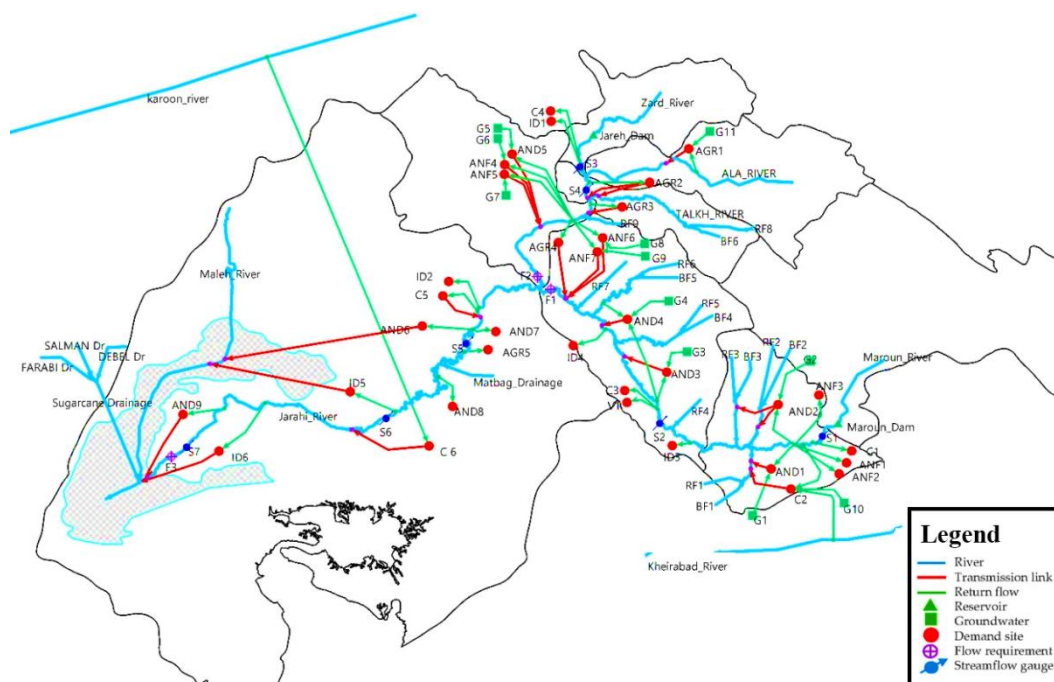 karoon_river
Zard_River
C4
ID1
Jareh_Dam
G5
G6
AND5
ANF4
ANF5
G7
S3
S4
G11
AGR1
ALA_RIVER
AGR2
AGR3
TALKH_RIVER
RF9
RF8
BF6
AGR4
ANF6
ANF7
G8
G9
F2
F1
RF7
RF6
BF5
Maleh_River
ID2
C5
AND6
AND7
S5
AGR5
G4
AND4
RF5
BF4
ID4
G3
AND3
C3
V1
RF4
S2
ID3
RF3
BF3
RF2
BF2
G2
ANF3
AND2
Maroun_River
Maroun_Dam
S1
C1
ANF1
ANF2
AND1
C2
RF1
BF1
G1
G10
SALMAN Dr
DEBEL Dr
FARABI Dr
Sugarcane_Drainage
ID5
Matbag_Drainage
AND8
AND9
Jarahi_River
S6
C 6
S7
F3
ID6
Kheirabad_River
Legend
River
Transmission link
Return flow
Reservoir
Groundwater
Demand site
Flow requirement
Streamflow gauge